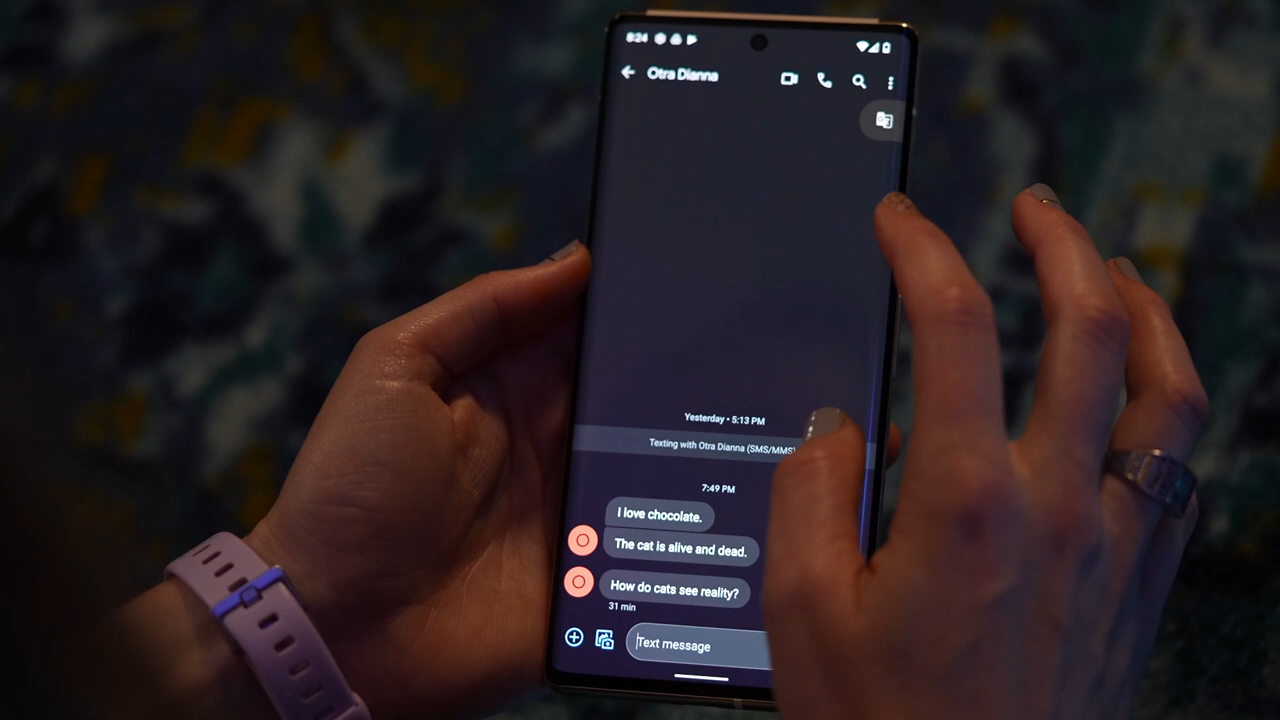 8:24
Otra Dianna
Yesterday • 5:13 PM
Texting with Otra Dianna (SMS/MMS)
7:49 PM
I love chocolate.
The cat is alive and dead.
O
How do cats see reality?
O
31 min
Text message